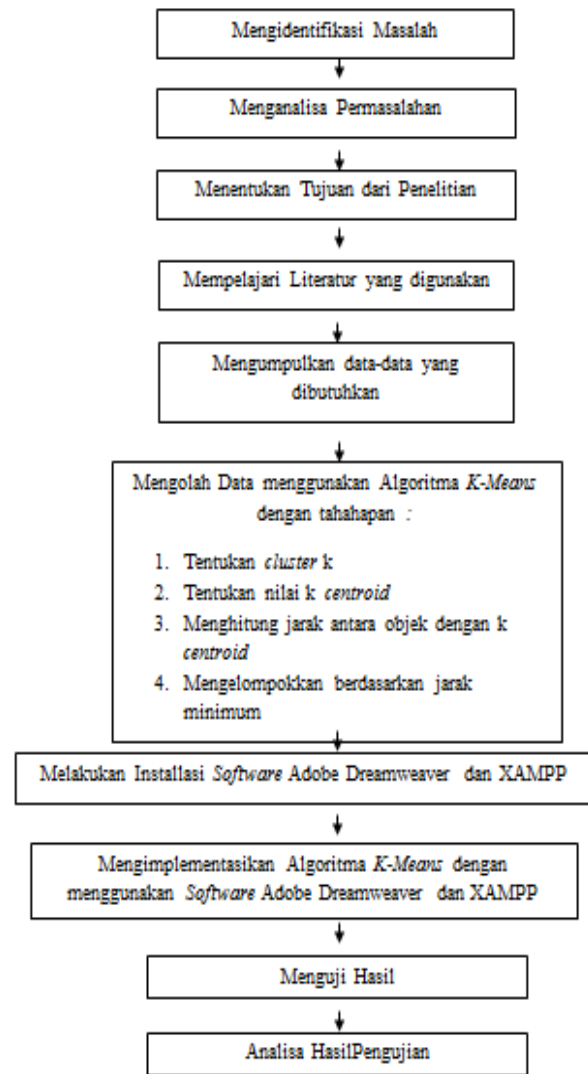 Mengidentifikasi Masalah
Menganalisa Permasalahan
Menentukan Tujuan dari Penelitian
Mempelajari Literatur yang digunakan
Mengumpulkan data-data yang
dibutuhkan
Mengolah Data menggunakan Algoritma K-Means
dengan tahahapan :
1. Tentukan cluster k
2. Tentukan nilai k centroid
3. Menghitung jarak antara objek dengan k
centroid
4. Mengelompokkan berdasarkan jarak
minimum
Melakukan Installasi Software Adobe Dreamweaver dan XAMPP
Mengimplementasikan Algoritma K-Means dengan
menggunakan Software Adobe Dreamweaver dan XAMPP
Menguji Hasil
Analisa HasilPengujian